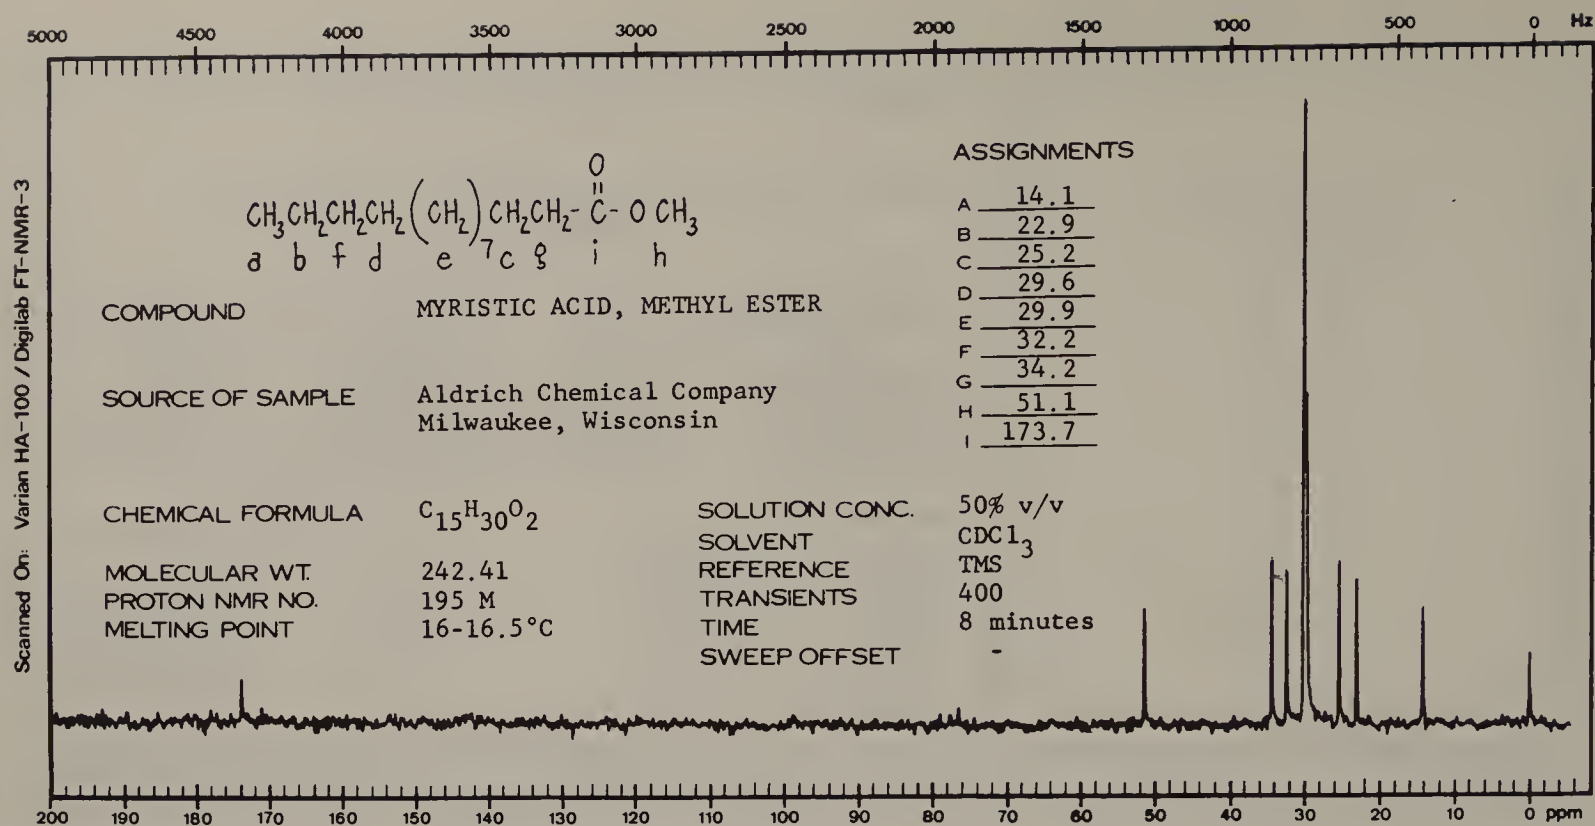 5000 4500 4000 3500 3000 2500 2000 1500 1000 500 0 Hz
Scanned On: Varian HA-100 / Digilab FT-NMR-3
O
CH3CH2CH2CH2(CH2)7CH2CH2-C-OCH3
a b f d e c g i h
COMPOUND MYRISTIC ACID, METHYL ESTER
SOURCE OF SAMPLE Aldrich Chemical Company
Milwaukee, Wisconsin
CHEMICAL FORMULA C15H30O2
MOLECULAR WT. 242.41
PROTON NMR NO. 195 M
MELTING POINT 16-16.5°C
ASSIGNMENTS
A 14.1
B 22.9
C 25.2
D 29.6
E 29.9
F 32.2
G 34.2
H 51.1
I 173.7
SOLUTION CONC. 50% v/v
SOLVENT CDCl3
REFERENCE TMS
TRANSIENTS 400
TIME 8 minutes
SWEEP OFFSET -
200 190 180 170 160 150 140 130 120 110 100 90 80 70 60 50 40 30 20 10 0 ppm